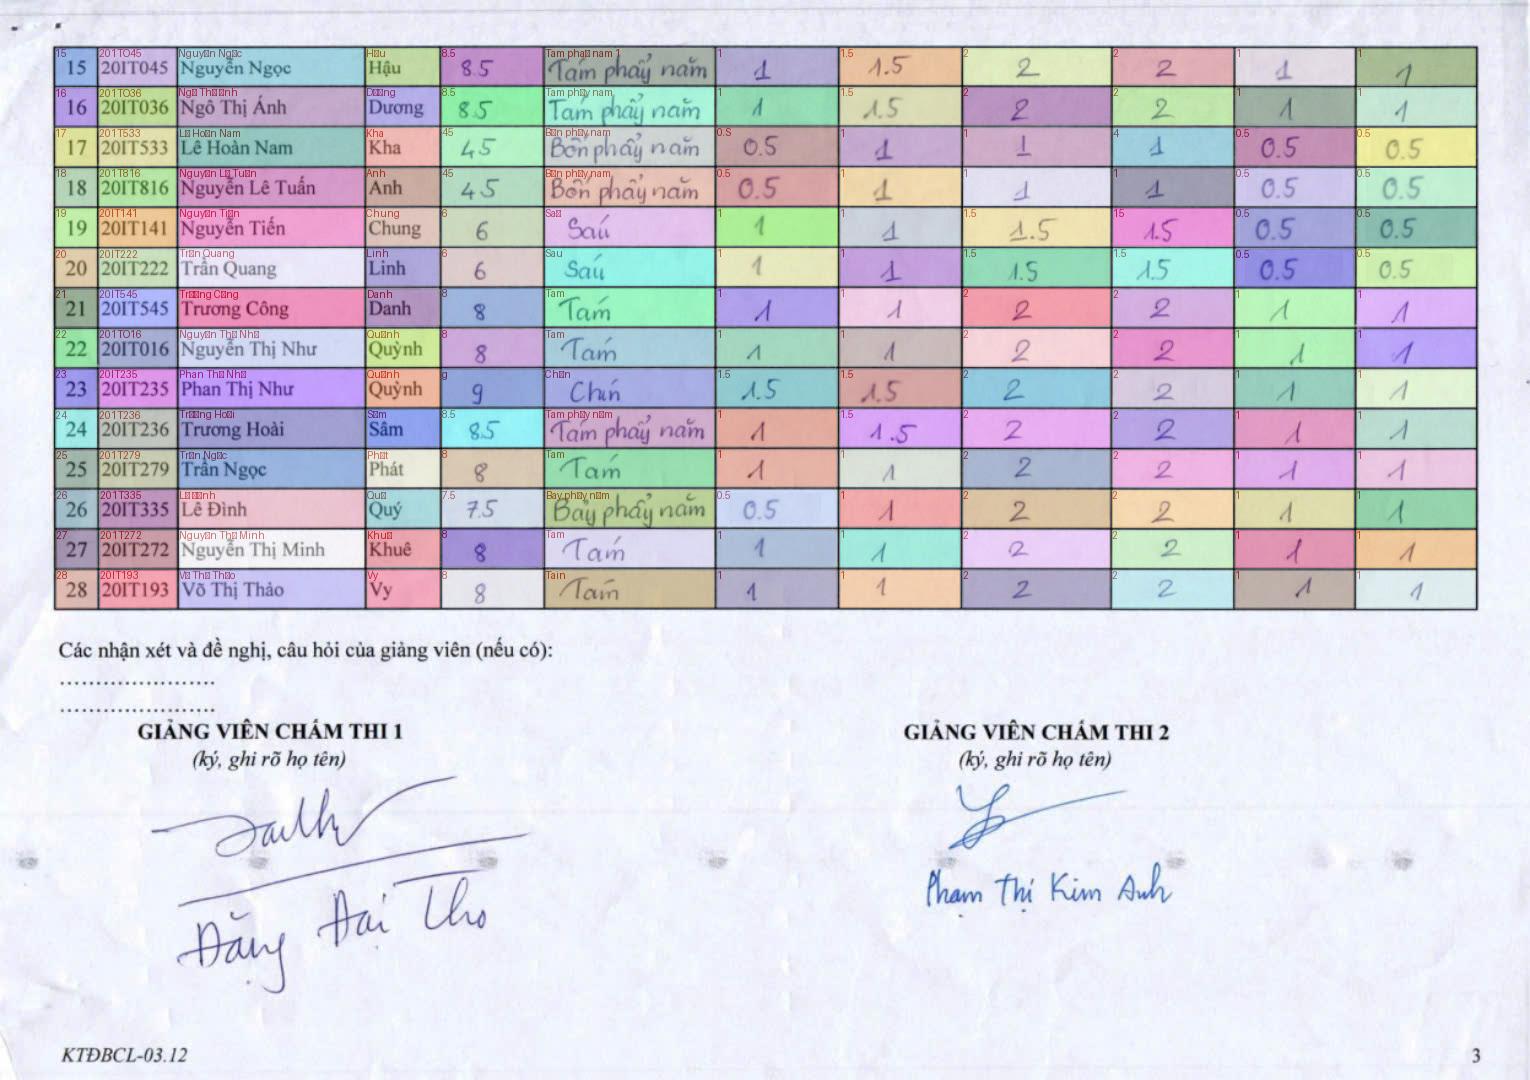 15 20IT045 Nguyễn Ngọc Hậu 8.5 Tám phẩy năm 1 1.5 2 2 1 1
16 20IT036 Ngô Thị Ánh Dương 8.5 Tám phẩy năm 1 1.5 2 2 1 1
17 20IT533 Lê Hoàn Nam Kha 4.5 Bốn phẩy năm 0.5 1 1 1 0.5 0.5
18 20IT816 Nguyễn Lê Tuấn Anh 4.5 Bốn phẩy năm 0.5 1 1 1 0.5 0.5
19 20IT141 Nguyễn Tiến Chung 6 Sáu 1 1 1.5 1.5 0.5 0.5
20 20IT222 Trần Quang Linh 6 Sáu 1 1 1.5 1.5 0.5 0.5
21 20IT545 Trương Công Danh 8 Tám 1 1 2 2 1 1
22 20IT016 Nguyễn Thị Như Quỳnh 8 Tám 1 1 2 2 1 1
23 20IT235 Phan Thị Như Quỳnh 9 Chín 1.5 1.5 2 2 1 1
24 20IT236 Trương Hoài Sâm 8.5 Tám phẩy năm 1 1.5 2 2 1 1
25 20IT279 Trần Ngọc Phát 8 Tám 1 1 2 2 1 1
26 20IT335 Lê Đình Quý 7.5 Bảy phẩy năm 0.5 1 2 2 1 1
27 20IT272 Nguyễn Thị Minh Khuê 8 Tám 1 1 2 2 1 1
28 20IT193 Võ Thị Thảo Vy 8 Tám 1 1 2 2 1 1
Các nhận xét và đề nghị, câu hỏi của giảng viên (nếu có):
......................
......................
GIẢNG VIÊN CHẤM THI 1 GIẢNG VIÊN CHẤM THI 2
(ký, ghi rõ họ tên) (ký, ghi rõ họ tên)
Đặng Đại Thọ Phạm Thị Kim Anh
KTĐBCL-03.12 3